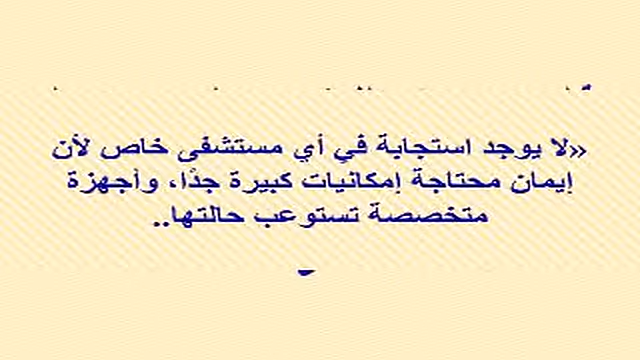 «لا يوجد استجابة في أي مستشفى خاص لأن
إيمان محتاجة إمكانيات كبيرة جدًا، وأجهزة
متخصصة تستوعب حالتها..